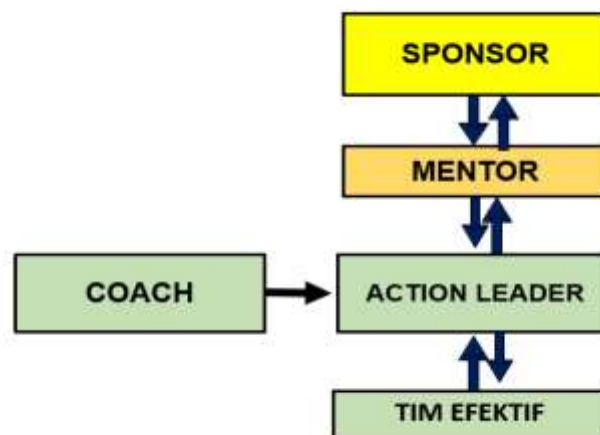 SPONSOR
MENTOR
COACH
ACTION LEADER
TIM EFEKTIF